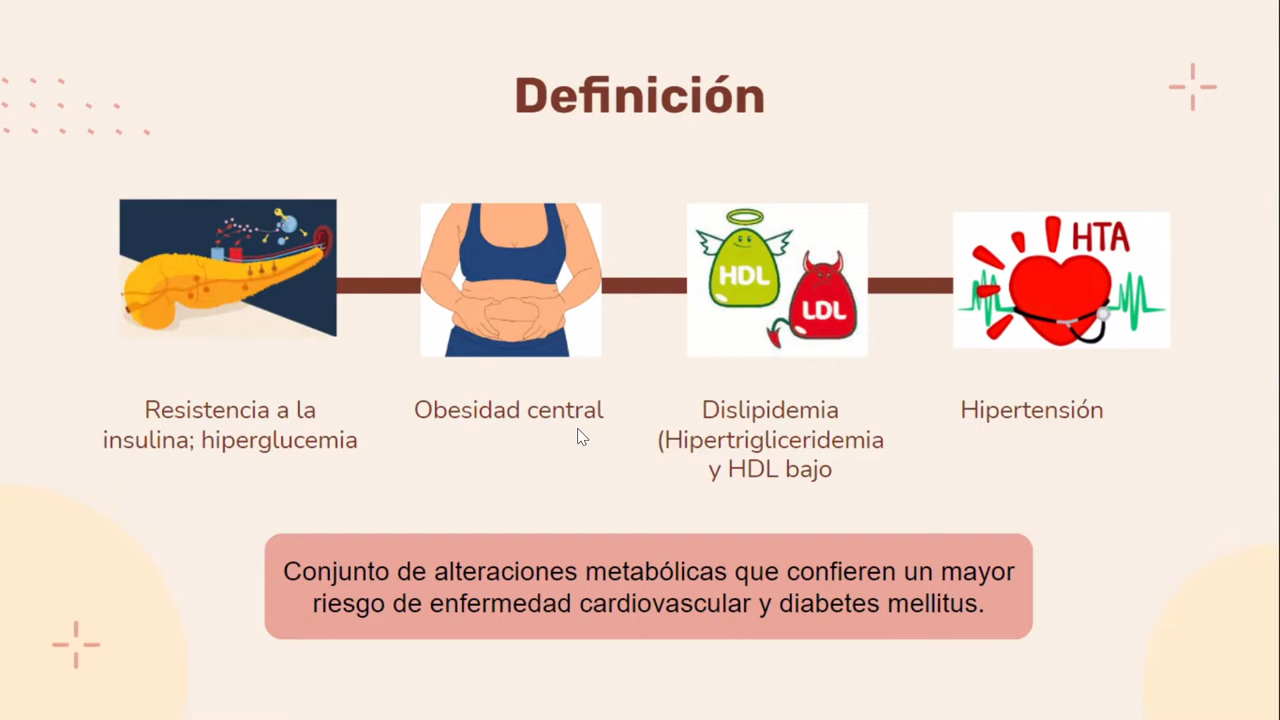 Definición
HDL
LDL
HTA
Resistencia a la
insulina; hiperglucemia
Obesidad central
Dislipidemia
(Hipertrigliceridemia
y HDL bajo
Hipertensión
Conjunto de alteraciones metabólicas que confieren un mayor
riesgo de enfermedad cardiovascular y diabetes mellitus.